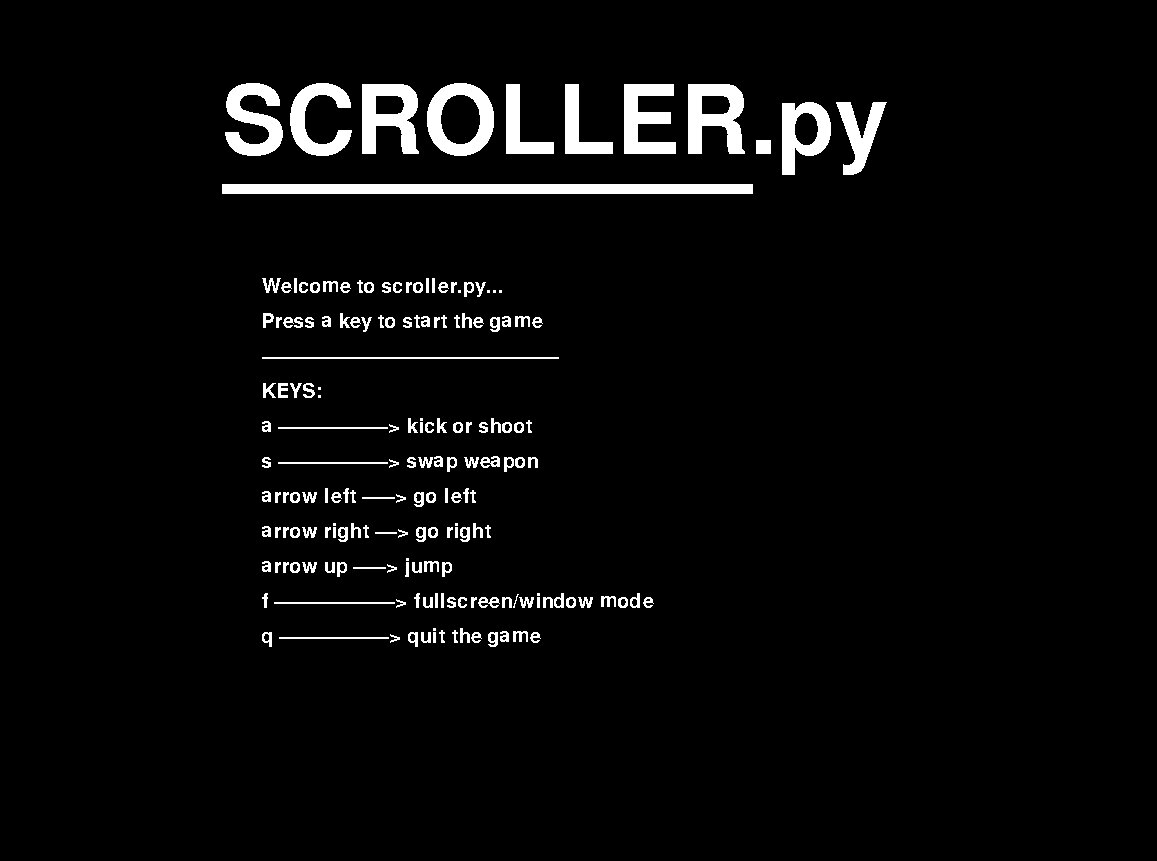 SCROLLER.py
Welcome to scroller.py...
Press a key to start the game
---------------------------
KEYS:
a ----------> kick or shoot
s ----------> swap weapon
arrow left ---> go left
arrow right --> go right
arrow up ---> jump
f -----------> fullscreen/window mode
q ----------> quit the game